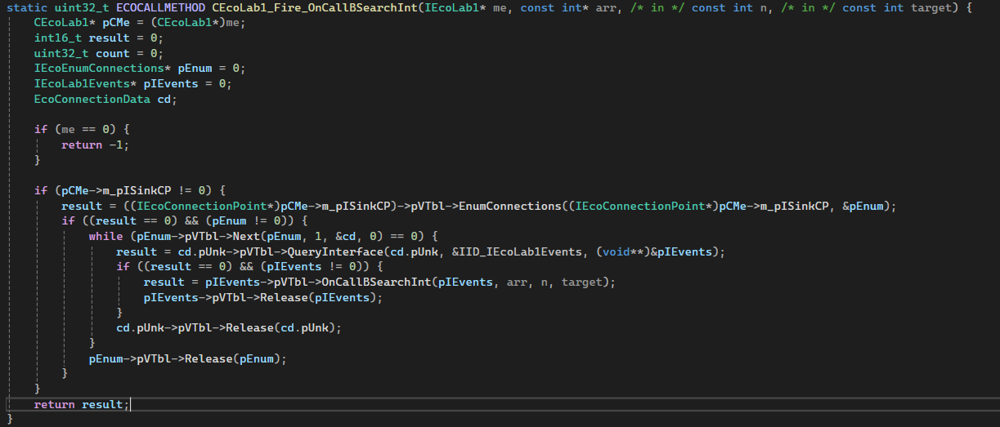 static uint32_t ECOCALLMETHOD CEcoLab1_Fire_OnCallBSearchInt(IEcoLab1* me, const int* arr, /* in */ const int n, /* in */ const int target) {
    CEcoLab1* pCMe = (CEcoLab1*)me;
    int16_t result = 0;
    uint32_t count = 0;
    IEcoEnumConnections* pEnum = 0;
    IEcoLab1Events* pIEvents = 0;
    EcoConnectionData cd;

    if (me == 0) {
        return -1;
    }

    if (pCMe->m_pISinkCP != 0) {
        result = ((IEcoConnectionPoint*)pCMe->m_pISinkCP)->pVTbl->EnumConnections((IEcoConnectionPoint*)pCMe->m_pISinkCP, &pEnum);
        if ((result == 0) && (pEnum != 0)) {
            while (pEnum->pVTbl->Next(pEnum, 1, &cd, 0) == 0) {
                result = cd.pUnk->pVTbl->QueryInterface(cd.pUnk, &IID_IEcoLab1Events, (void**)&pIEvents);
                if ((result == 0) && (pIEvents != 0)) {
                    result = pIEvents->pVTbl->OnCallBSearchInt(pIEvents, arr, n, target);
                    pIEvents->pVTbl->Release(pIEvents);
                }
                cd.pUnk->pVTbl->Release(cd.pUnk);
            }
            pEnum->pVTbl->Release(pEnum);
        }
    }
    return result;
}